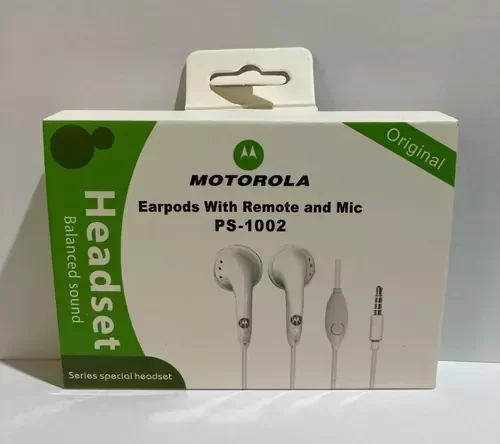 Original
MOTOROLA
Earpods With Remote and Mic
PS-1002
Headset
Balanced sound
Series special headset